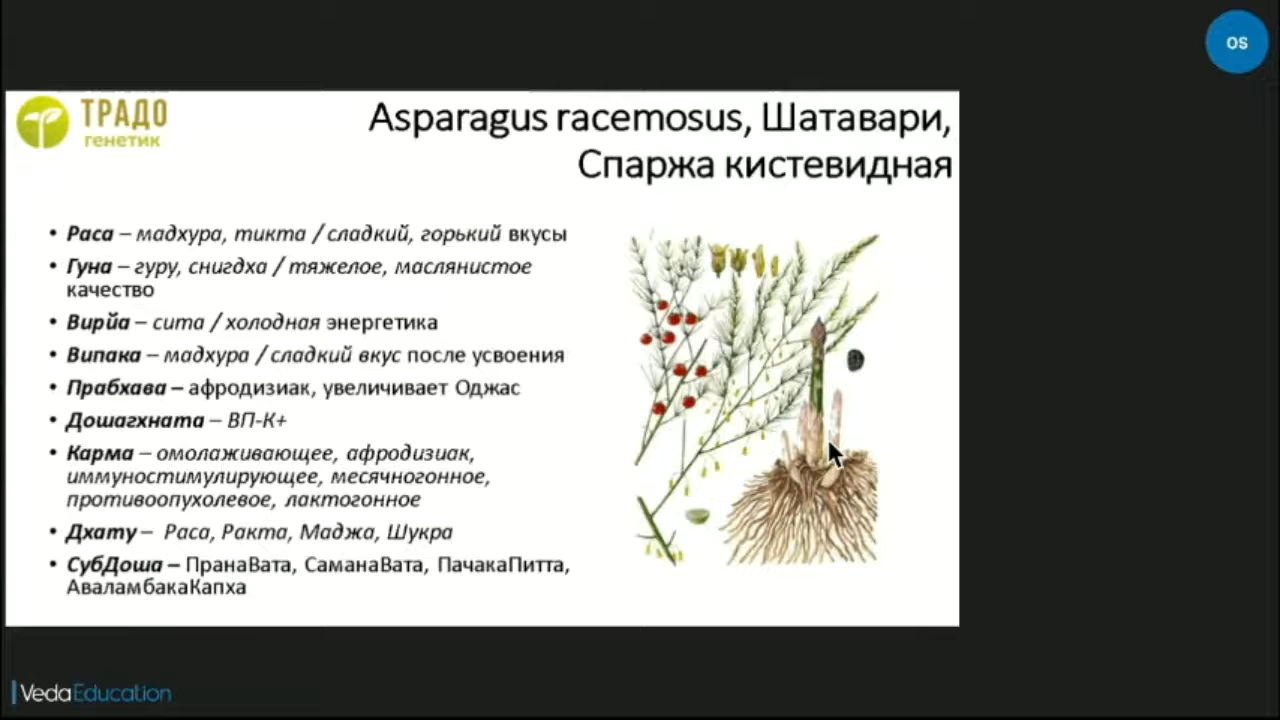 OS
ТРАДО
генетик
Asparagus racemosus, Шатавари,
Спаржа кистевидная
• Раса – мадхура, тикта / сладкий, горький вкусы
• Гуна – гуру, снигдха / тяжелое, маслянистое
качество
• Вирйа – сита / холодная энергетика
• Випака – мадхура / сладкий вкус после усвоения
• Прабхава – афродизиак, увеличивает Оджас
• Дошагхната – ВП-К+
• Карма – омолаживающее, афродизиак,
иммуностимулирующее, месячногонное,
противоопухолевое, лактогонное
• Дхату – Раса, Ракта, Маджа, Шукра
• СубДоша – ПранаВата, СаманаВата, ПачакаПитта,
АваламбакаКапха
VedaEducation